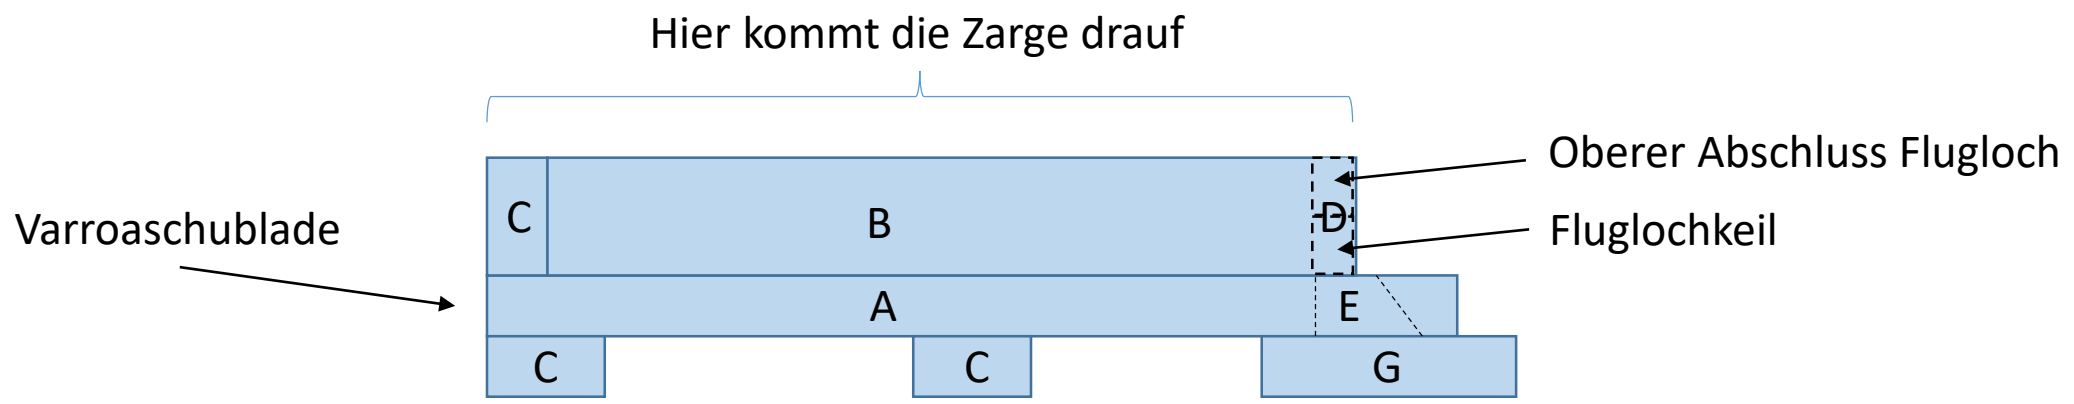 Hier kommt die Zarge drauf
Oberer Abschluss Flugloch
Varroaschublade
C
B
D
Fluglochkeil
A
E
C
C
G